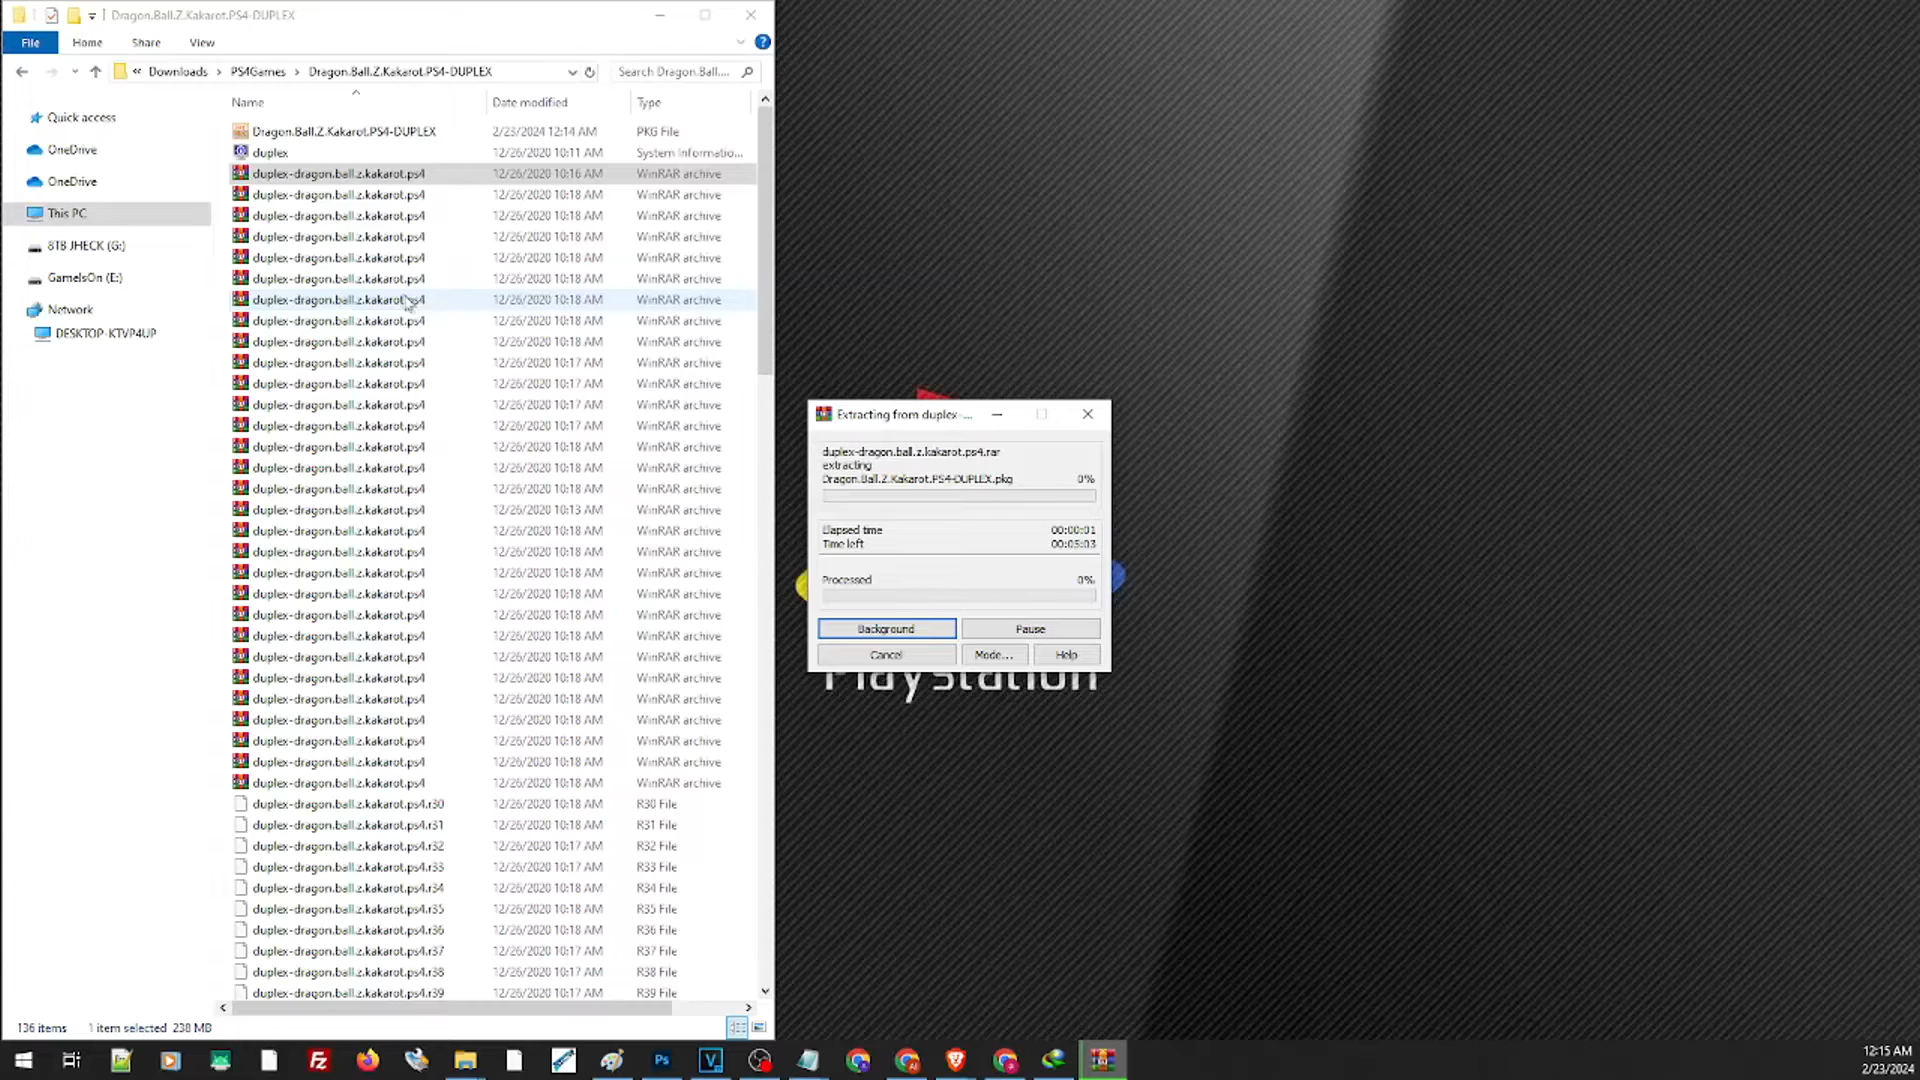 Dragon.Ball.Z.Kakarot.PS4-DUPLEX
File Home Share View
« Downloads > PS4Games > Dragon.Ball.Z.Kakarot.PS4-DUPLEX Search Dragon.Ball....
Name Date modified Type
Quick access
OneDrive
OneDrive
This PC
8TB JHECK (G:)
GameIsOn (E:)
Network
DESKTOP-KTVP4UP
Dragon.Ball.Z.Kakarot.PS4-DUPLEX 2/23/2024 12:14 AM PKG File
duplex 12/26/2020 10:11 AM System Informatio...
duplex-dragon.ball.z.kakarot.ps4 12/26/2020 10:16 AM WinRAR archive
duplex-dragon.ball.z.kakarot.ps4 12/26/2020 10:18 AM WinRAR archive
duplex-dragon.ball.z.kakarot.ps4 12/26/2020 10:18 AM WinRAR archive
duplex-dragon.ball.z.kakarot.ps4 12/26/2020 10:18 AM WinRAR archive
duplex-dragon.ball.z.kakarot.ps4 12/26/2020 10:18 AM WinRAR archive
duplex-dragon.ball.z.kakarot.ps4 12/26/2020 10:18 AM WinRAR archive
duplex-dragon.ball.z.kakarot.ps4 12/26/2020 10:18 AM WinRAR archive
duplex-dragon.ball.z.kakarot.ps4 12/26/2020 10:18 AM WinRAR archive
duplex-dragon.ball.z.kakarot.ps4 12/26/2020 10:18 AM WinRAR archive
duplex-dragon.ball.z.kakarot.ps4 12/26/2020 10:17 AM WinRAR archive
duplex-dragon.ball.z.kakarot.ps4 12/26/2020 10:17 AM WinRAR archive
duplex-dragon.ball.z.kakarot.ps4 12/26/2020 10:17 AM WinRAR archive
duplex-dragon.ball.z.kakarot.ps4 12/26/2020 10:17 AM WinRAR archive
duplex-dragon.ball.z.kakarot.ps4 12/26/2020 10:18 AM WinRAR archive
duplex-dragon.ball.z.kakarot.ps4 12/26/2020 10:18 AM WinRAR archive
duplex-dragon.ball.z.kakarot.ps4 12/26/2020 10:18 AM WinRAR archive
duplex-dragon.ball.z.kakarot.ps4 12/26/2020 10:13 AM WinRAR archive
duplex-dragon.ball.z.kakarot.ps4 12/26/2020 10:18 AM WinRAR archive
duplex-dragon.ball.z.kakarot.ps4 12/26/2020 10:18 AM WinRAR archive
duplex-dragon.ball.z.kakarot.ps4 12/26/2020 10:18 AM WinRAR archive
duplex-dragon.ball.z.kakarot.ps4 12/26/2020 10:18 AM WinRAR archive
duplex-dragon.ball.z.kakarot.ps4 12/26/2020 10:18 AM WinRAR archive
duplex-dragon.ball.z.kakarot.ps4 12/26/2020 10:18 AM WinRAR archive
duplex-dragon.ball.z.kakarot.ps4 12/26/2020 10:18 AM WinRAR archive
duplex-dragon.ball.z.kakarot.ps4 12/26/2020 10:18 AM WinRAR archive
duplex-dragon.ball.z.kakarot.ps4 12/26/2020 10:18 AM WinRAR archive
duplex-dragon.ball.z.kakarot.ps4 12/26/2020 10:18 AM WinRAR archive
duplex-dragon.ball.z.kakarot.ps4 12/26/2020 10:18 AM WinRAR archive
duplex-dragon.ball.z.kakarot.ps4 12/26/2020 10:18 AM WinRAR archive
duplex-dragon.ball.z.kakarot.ps4 12/26/2020 10:18 AM WinRAR archive
duplex-dragon.ball.z.kakarot.ps4.r30 12/26/2020 10:18 AM R30 File
duplex-dragon.ball.z.kakarot.ps4.r31 12/26/2020 10:18 AM R31 File
duplex-dragon.ball.z.kakarot.ps4.r32 12/26/2020 10:17 AM R32 File
duplex-dragon.ball.z.kakarot.ps4.r33 12/26/2020 10:17 AM R33 File
duplex-dragon.ball.z.kakarot.ps4.r34 12/26/2020 10:18 AM R34 File
duplex-dragon.ball.z.kakarot.ps4.r35 12/26/2020 10:18 AM R35 File
duplex-dragon.ball.z.kakarot.ps4.r36 12/26/2020 10:18 AM R36 File
duplex-dragon.ball.z.kakarot.ps4.r37 12/26/2020 10:17 AM R37 File
duplex-dragon.ball.z.kakarot.ps4.r38 12/26/2020 10:17 AM R38 File
duplex-dragon.ball.z.kakarot.ps4.r39 12/26/2020 10:17 AM R39 File
136 items 1 item selected 238 MB
Extracting from duplex-...
duplex-dragon.ball.z.kakarot.ps4.rar
extracting
Dragon.Ball.Z.Kakarot.PS4-DUPLEX.pkg 0%
Elapsed time 00:00:01
Time left 00:05:03
Processed 0%
Background Pause
Cancel Mode... Help
PlayStation
Ps
V
12:15 AM
2/23/2024